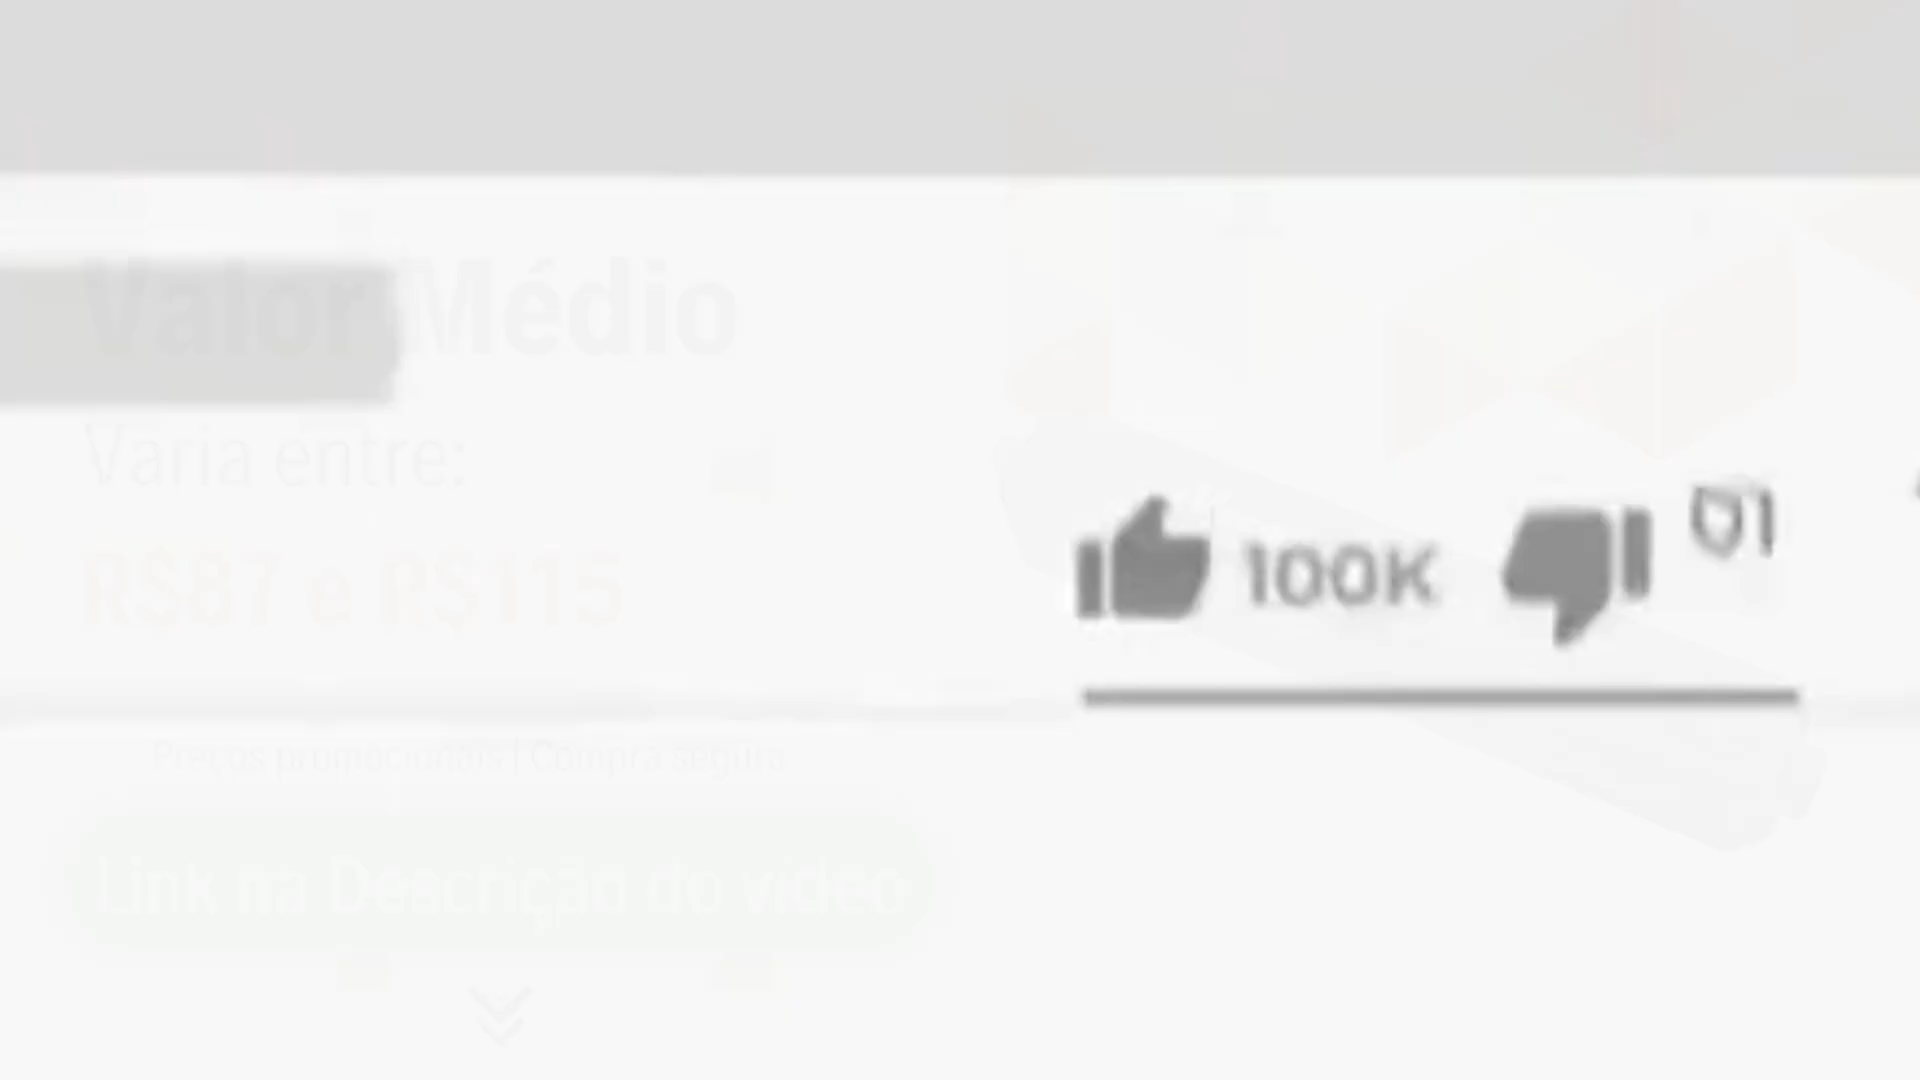 Valor Médio
Varia entre:
R$87 e R$115
100K
Preços promocionais | Compra segura
Link na Descrição do vídeo